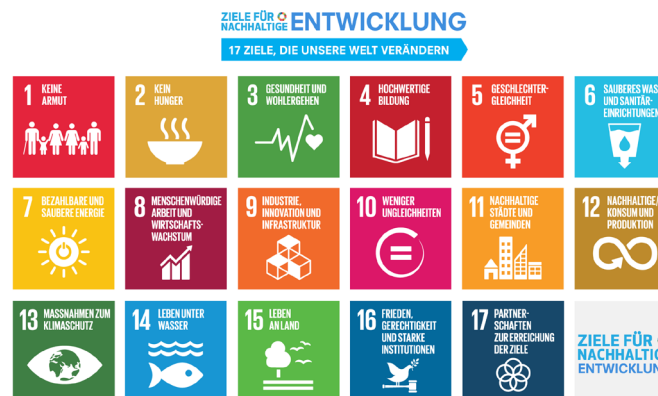 ZIELE FÜR
NACHHALTIGE
ENTWICKLUNG
17 ZIELE, DIE UNSERE WELT VERÄNDERN
1 KEINE
ARMUT
2 KEIN
HUNGER
3 GESUNDHEIT UND
WOHLERGEHEN
4 HOCHWERTIGE
BILDUNG
5 GESCHLECHTER-
GLEICHHEIT
6 SAUBERES WAS
UND SANITÄR-
EINRICHTUNGEN
7 BEZAHLBARE UND
SAUBERE ENERGIE
8 MENSCHENWÜRDIGE
ARBEIT UND
WIRTSCHAFTS-
WACHSTUM
9 INDUSTRIE,
INNOVATION UND
INFRASTRUKTUR
10 WENIGER
UNGLEICHHEITEN
11 NACHHALTIGE
STÄDTE UND
GEMEINDEN
12 NACHHALTIGE/
KONSUM UND
PRODUKTION
13 MASSNAHMEN ZUM
KLIMASCHUTZ
14 LEBEN UNTER
WASSER
15 LEBEN
AN LAND
16 FRIEDEN,
GERECHTIGKEIT
UND STARKE
INSTITUTIONEN
17 PARTNER-
SCHAFTEN
ZUR ERREICHUNG
DER ZIELE
ZIELE FÜR
NACHHALTIG
ENTWICKLUN